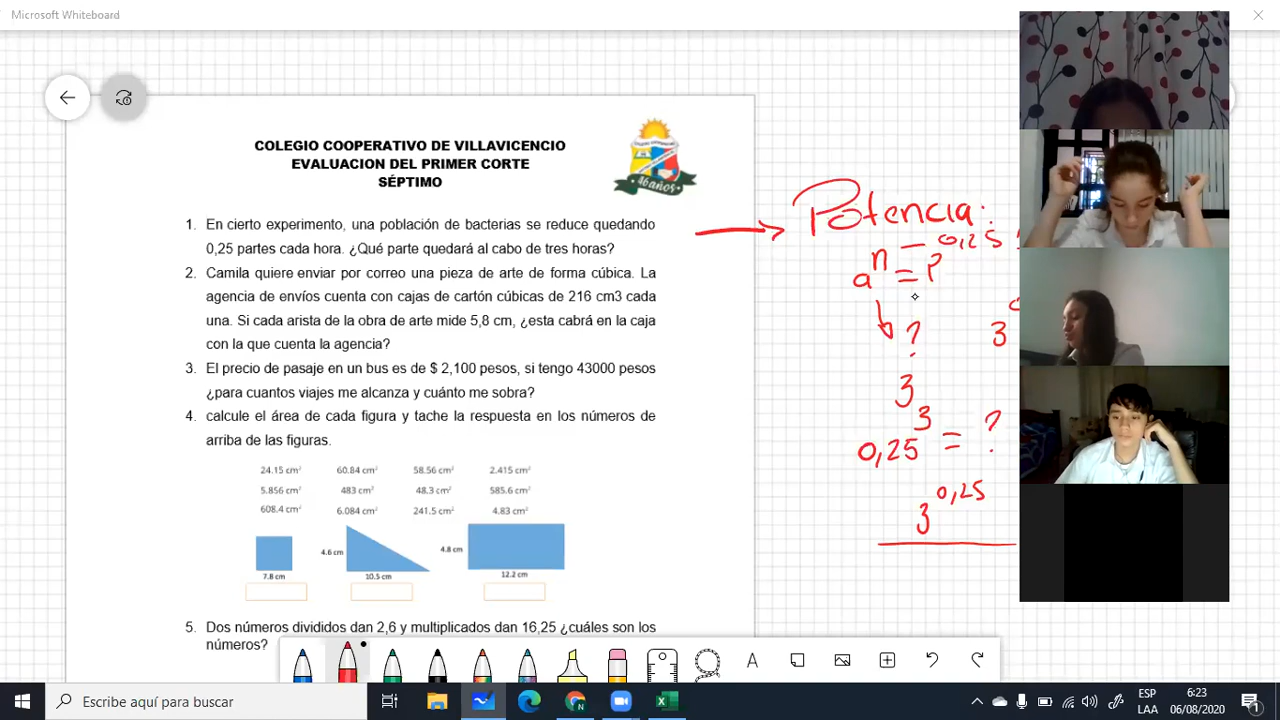 Microsoft Whiteboard
COLEGIO COOPERATIVO DE VILLAVICENCIO
EVALUACION DEL PRIMER CORTE
SÉPTIMO
46 años
1. En cierto experimento, una población de bacterias se reduce quedando
0,25 partes cada hora. ¿Qué parte quedará al cabo de tres horas?
2. Camila quiere enviar por correo una pieza de arte de forma cúbica. La
agencia de envíos cuenta con cajas de cartón cúbicas de 216 cm3 cada
una. Si cada arista de la obra de arte mide 5,8 cm, ¿esta cabrá en la caja
con la que cuenta la agencia?
3. El precio de pasaje en un bus es de $ 2,100 pesos, si tengo 43000 pesos
¿para cuantos viajes me alcanza y cuánto me sobra?
4. calcule el área de cada figura y tache la respuesta en los números de
arriba de las figuras.
24.15 cm² 60.84 cm² 58.56 cm² 2.415 cm²
5.856 cm² 483 cm² 48.3 cm² 585.6 cm²
608.4 cm² 6.084 cm² 241.5 cm² 4.83 cm²
4.6 cm 4.8 cm
7.8 cm 10.5 cm 12.2 cm
5. Dos números divididos dan 2,6 y multiplicados dan 16,25 ¿cuáles son los
números?
Potencia:
— 0,25
aⁿ = ?
?
3
3
0,25³ = ?
3^0,25
Escribe aquí para buscar
ESP
LAA
6:23
06/08/2020